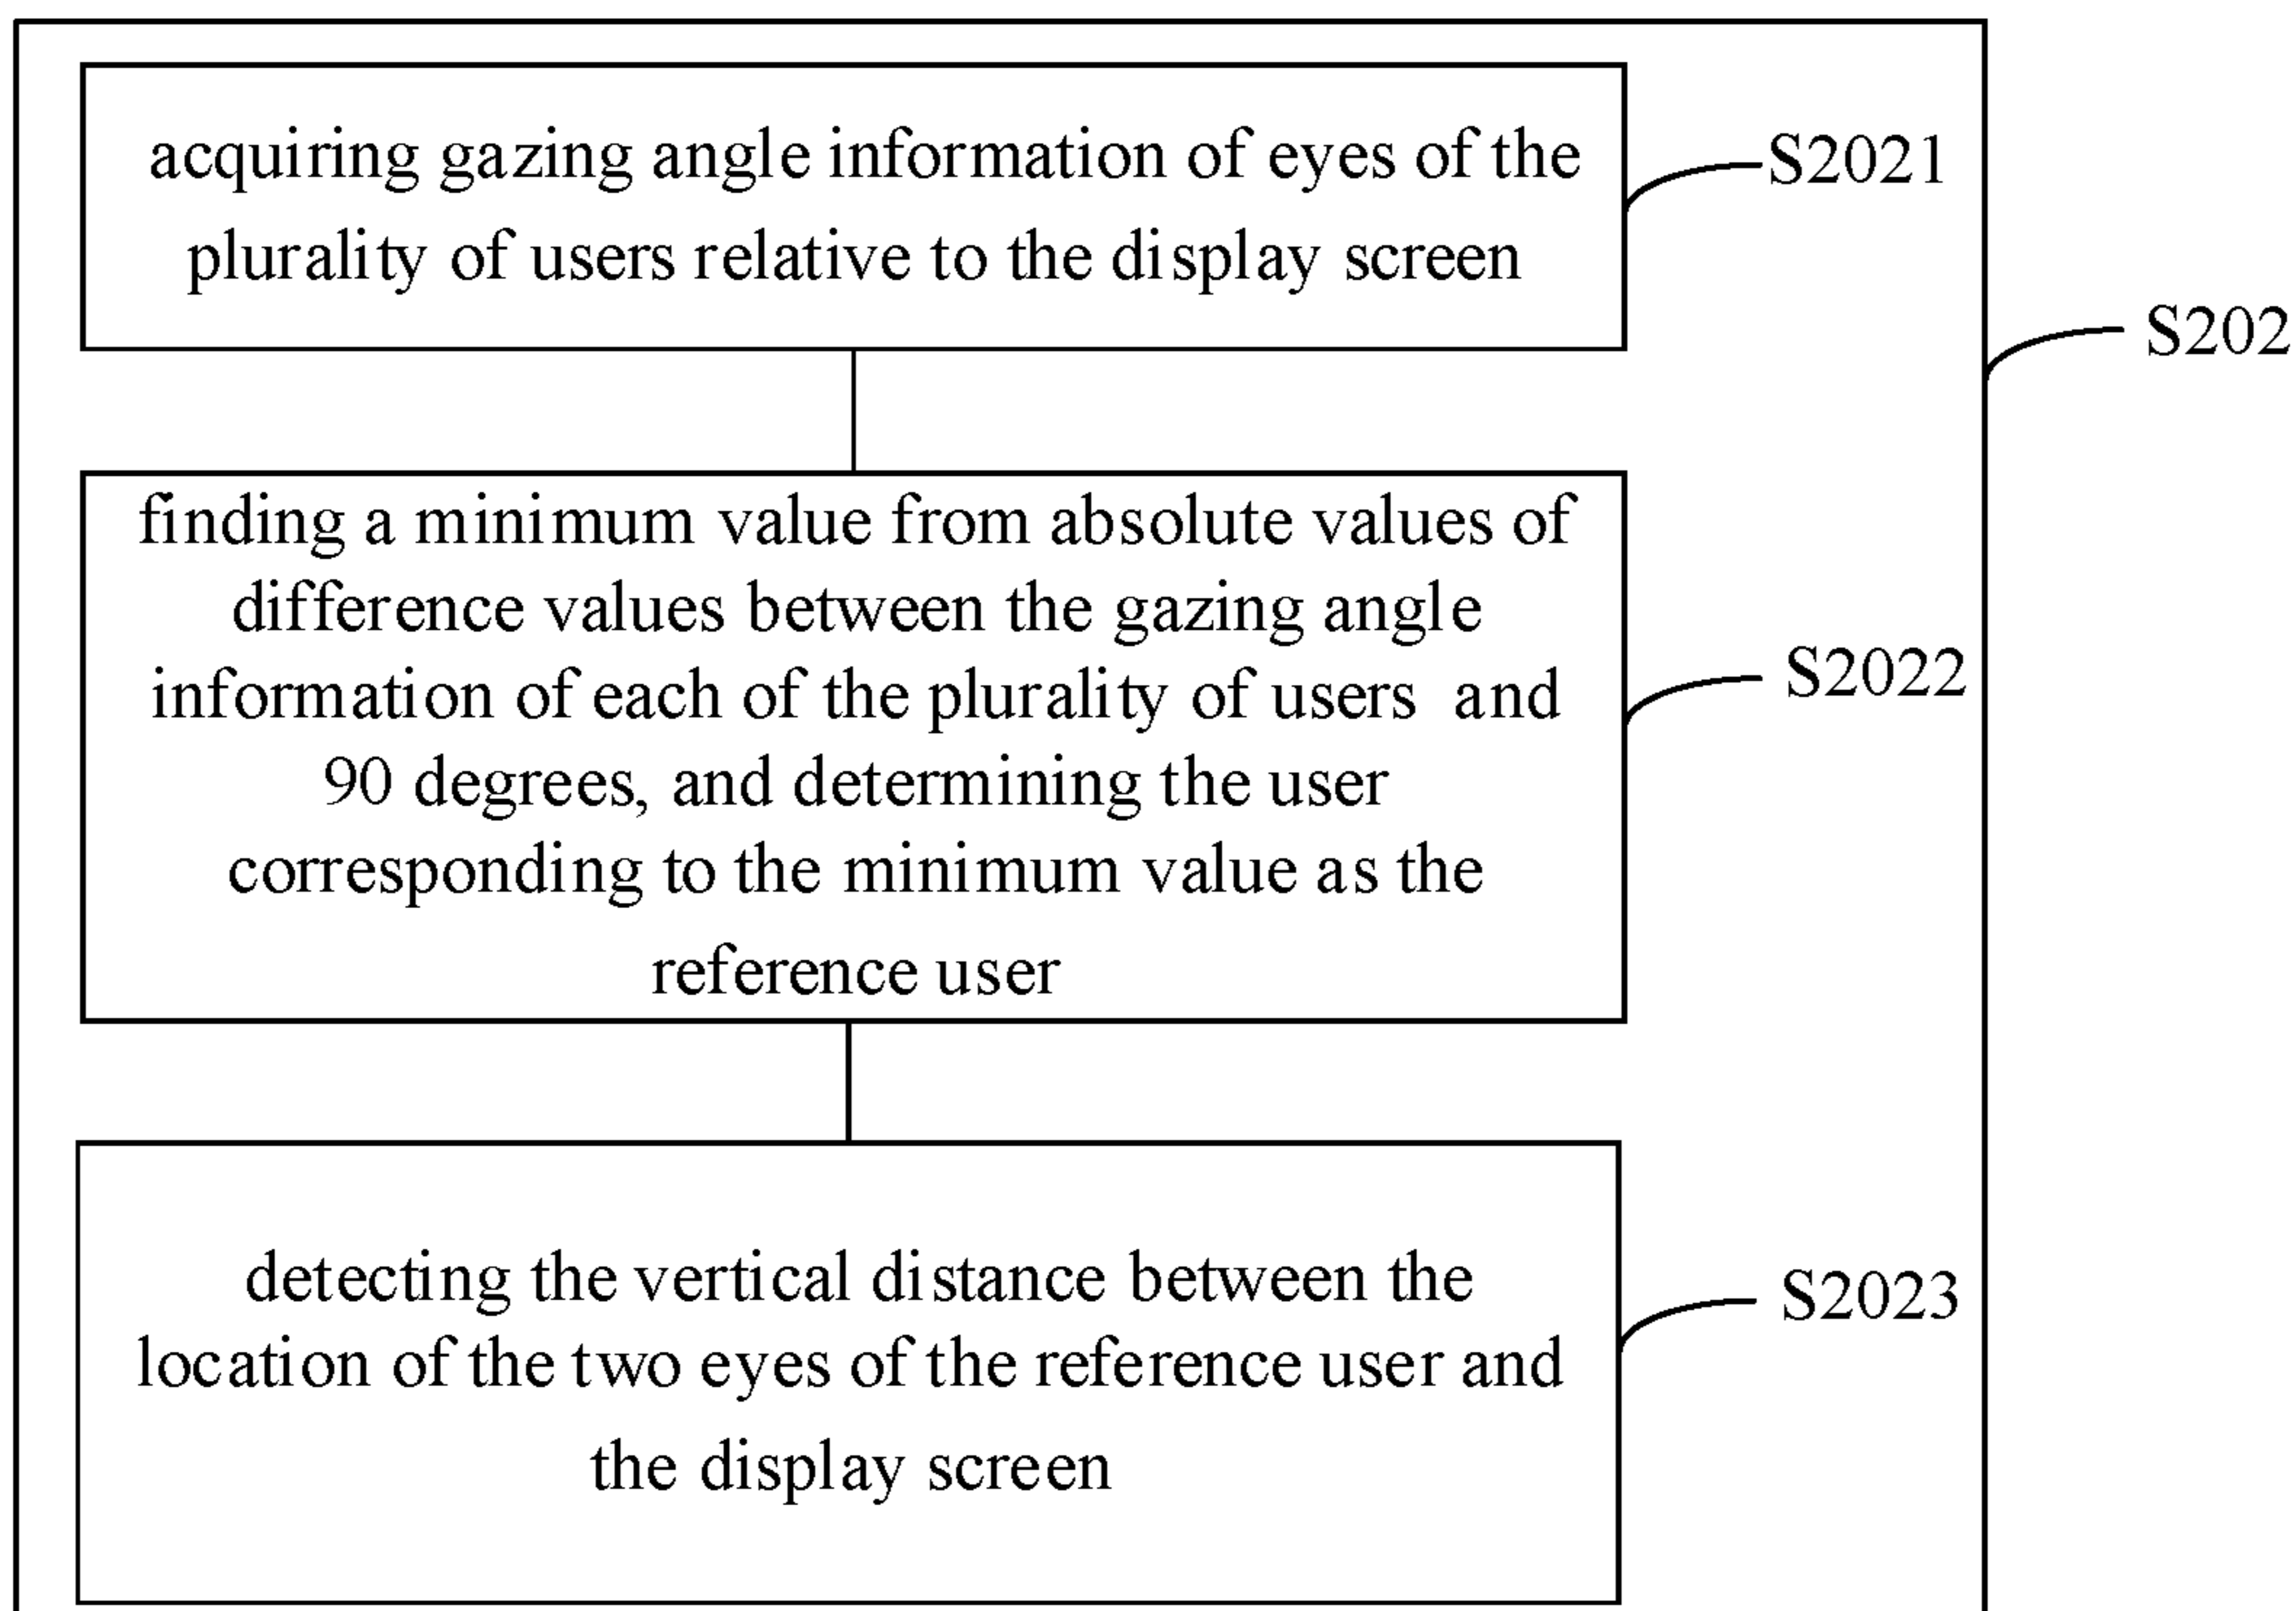 acquiring gazing angle information of eyes of the
plurality of users relative to the display screen
S2021
S202
finding a minimum value from absolute values of
difference values between the gazing angle
information of each of the plurality of users and
90 degrees, and determining the user
corresponding to the minimum value as the
reference user
S2022
detecting the vertical distance between the
location of the two eyes of the reference user and
the display screen
S2023